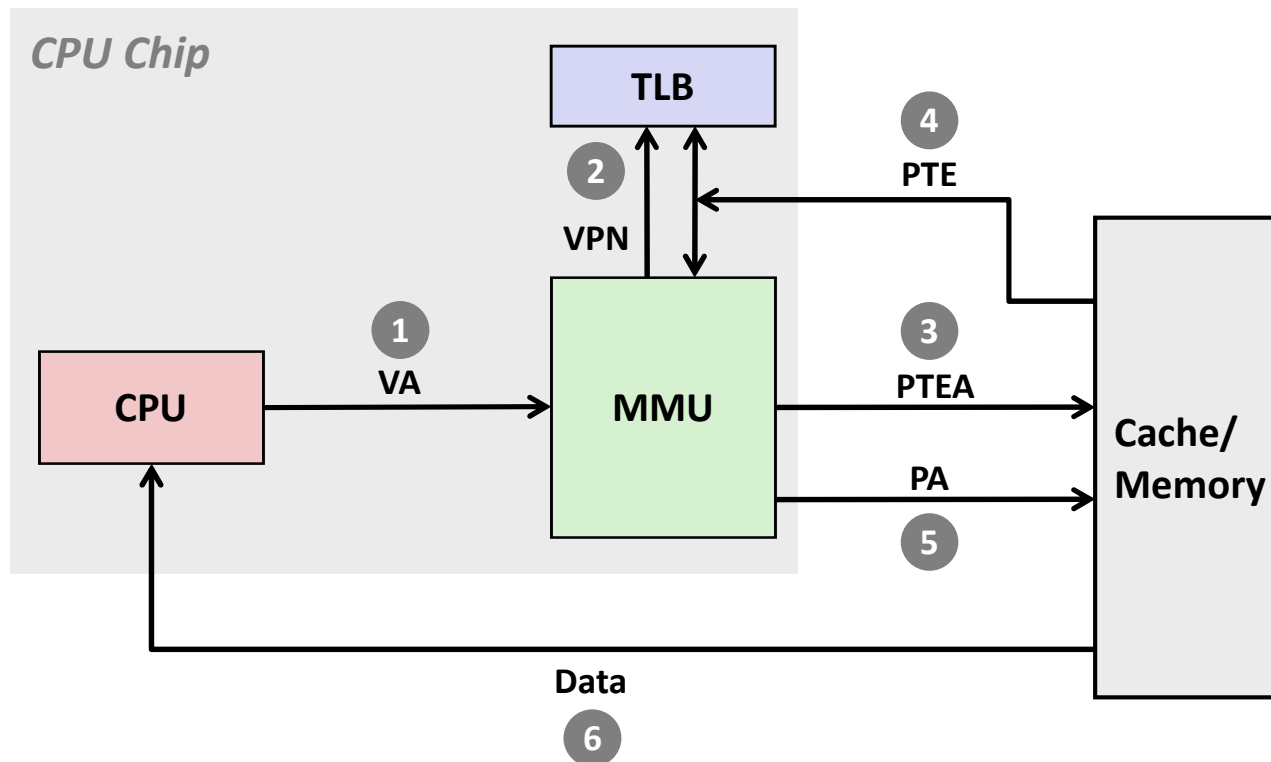 CPU Chip
TLB
4
PTE
2
VPN
1
VA
3
PTEA
CPU
MMU
Cache/
Memory
PA
5
Data
6